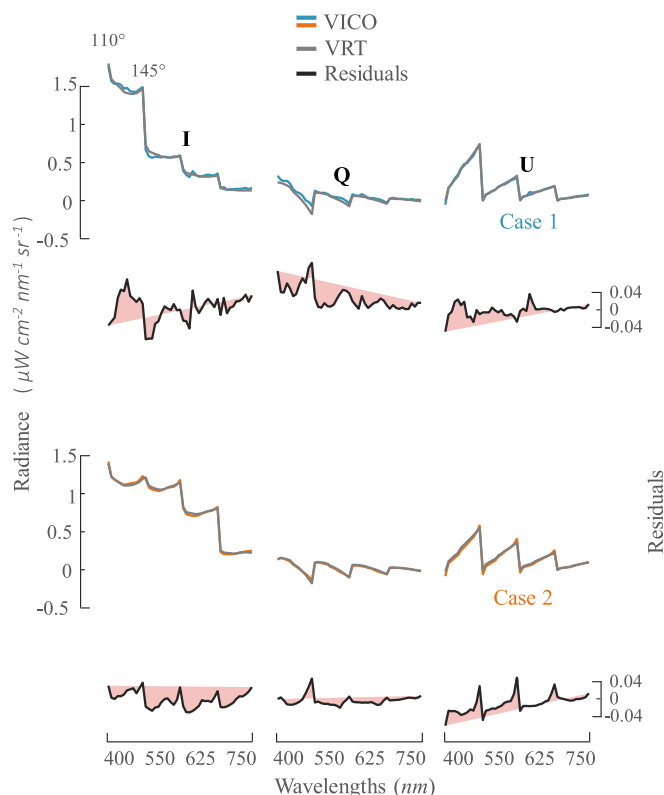 VICO
VRT
Residuals
110°
145°
1.5
1
0.5
0
-0.5
I
Q
U
Case 1
0.04
0
-0.04
Radiance ( μW cm⁻² nm⁻¹ sr⁻¹ )
1.5
1
0.5
0
-0.5
Case 2
Residuals
0.04
0
-0.04
400 550 625 750
400 550 625 750
400 550 625 750
Wavelengths (nm)